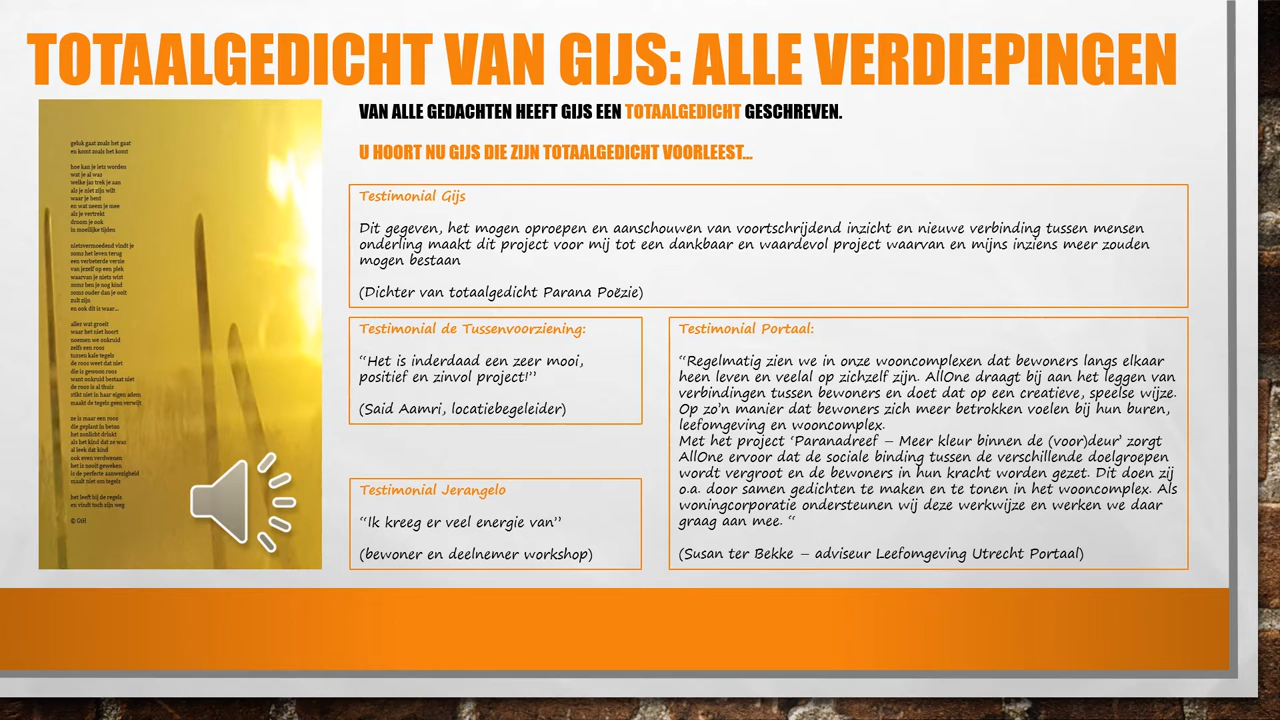 TOTAALGEDICHT VAN GIJS: ALLE VERDIEPINGEN
geluk gaat zoals het gaat
en komt zoals het komt
hoe kan je iets worden
wat je al was
welke jas trek je aan
als je niet zijn wilt
waar je bent
en wat neem je mee
als je vertrekt
droom je ook
in moeilijke tijden
nietsvermoedend vindt je
soms het leven terug
een verbeterde versie
van jezelf op een plek
waarvan je niets wist
soms ben je nog kind
soms ouder dan je ooit
zult zijn
en ook dit is waar...
alles wat groeit
waar het niet hoort
noemen we onkruid
zelfs een roos
tussen kale tegels
de roos weet dat niet
die is gewoon roos
want onkruid bestaat niet
de roos is al thuis
stikt niet in haar eigen adem
maakt de tegels geen verwijt
ze is maar een roos
die geplant in beton
het zonlicht drinkt
als het kind dat ze was
al leek dat kind
ook even verdwenen
het is nooit geweken
is de perfecte aanwezigheid
maalt niet om tegels
het leeft bij de regels
en vindt toch zijn weg
© GtH
VAN ALLE GEDACHTEN HEEFT GIJS EEN TOTAALGEDICHT GESCHREVEN.
U HOORT NU GIJS DIE ZIJN TOTAALGEDICHT VOORLEEST...
Testimonial Gijs
Dit gegeven, het mogen oproepen en aanschouwen van voortschrijdend inzicht en nieuwe verbinding tussen mensen
onderling maakt dit project voor mij tot een dankbaar en waardevol project waarvan en mijns inziens meer zouden
mogen bestaan
(Dichter van totaalgedicht Parana Poëzie)
Testimonial de Tussenvoorziening:
“Het is inderdaad een zeer mooi,
positief en zinvol project!”
(Said Aamri, locatiebegeleider)
Testimonial Jerangelo
“Ik kreeg er veel energie van”
(bewoner en deelnemer workshop)
Testimonial Portaal:
“Regelmatig zien we in onze wooncomplexen dat bewoners langs elkaar
heen leven en veelal op zichzelf zijn. AllOne draagt bij aan het leggen van
verbindingen tussen bewoners en doet dat op een creatieve, speelse wijze.
Op zo’n manier dat bewoners zich meer betrokken voelen bij hun buren,
leefomgeving en wooncomplex.
Met het project ‘Paranadreef – Meer kleur binnen de (voor)deur’ zorgt
AllOne ervoor dat de sociale binding tussen de verschillende doelgroepen
wordt vergroot en de bewoners in hun kracht worden gezet. Dit doen zij
o.a. door samen gedichten te maken en te tonen in het wooncomplex. Als
woningcorporatie ondersteunen wij deze werkwijze en werken we daar
graag aan mee. “
(Susan ter Bekke – adviseur Leefomgeving Utrecht Portaal)